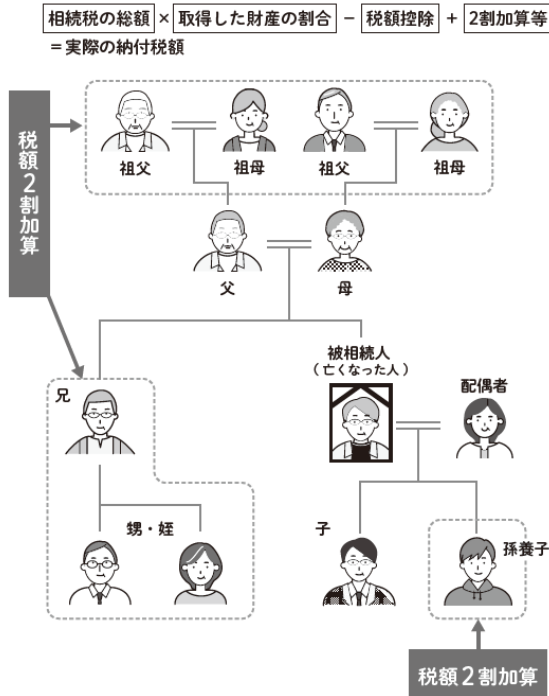 相続税の総額 × 取得した財産の割合 − 税額控除 + 2割加算等
＝実際の納付税額
税額2割加算
祖父
祖母
祖父
祖母
父
母
被相続人
（亡くなった人）
配偶者
兄
甥・姪
子
孫養子
税額2割加算